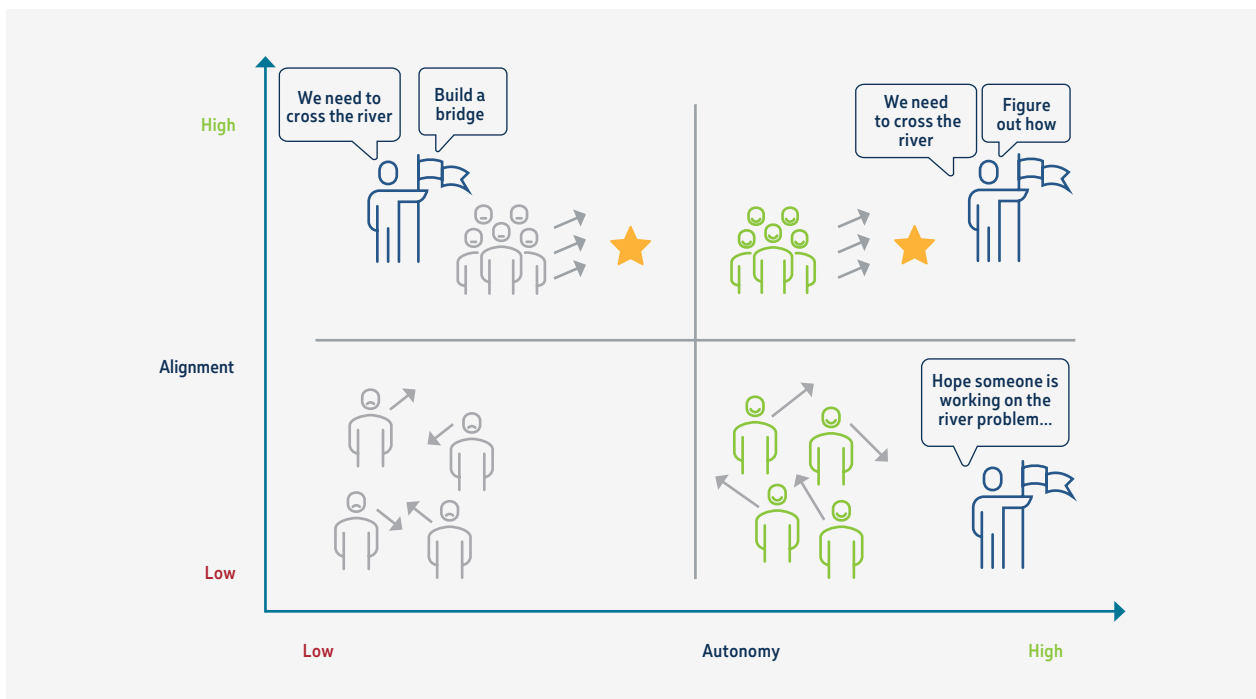 We need to
cross the river
Build a
bridge
We need
to cross the
river
Figure
out how
High
Alignment
Hope someone is
working on the
river problem...
Low
Low
Autonomy
High